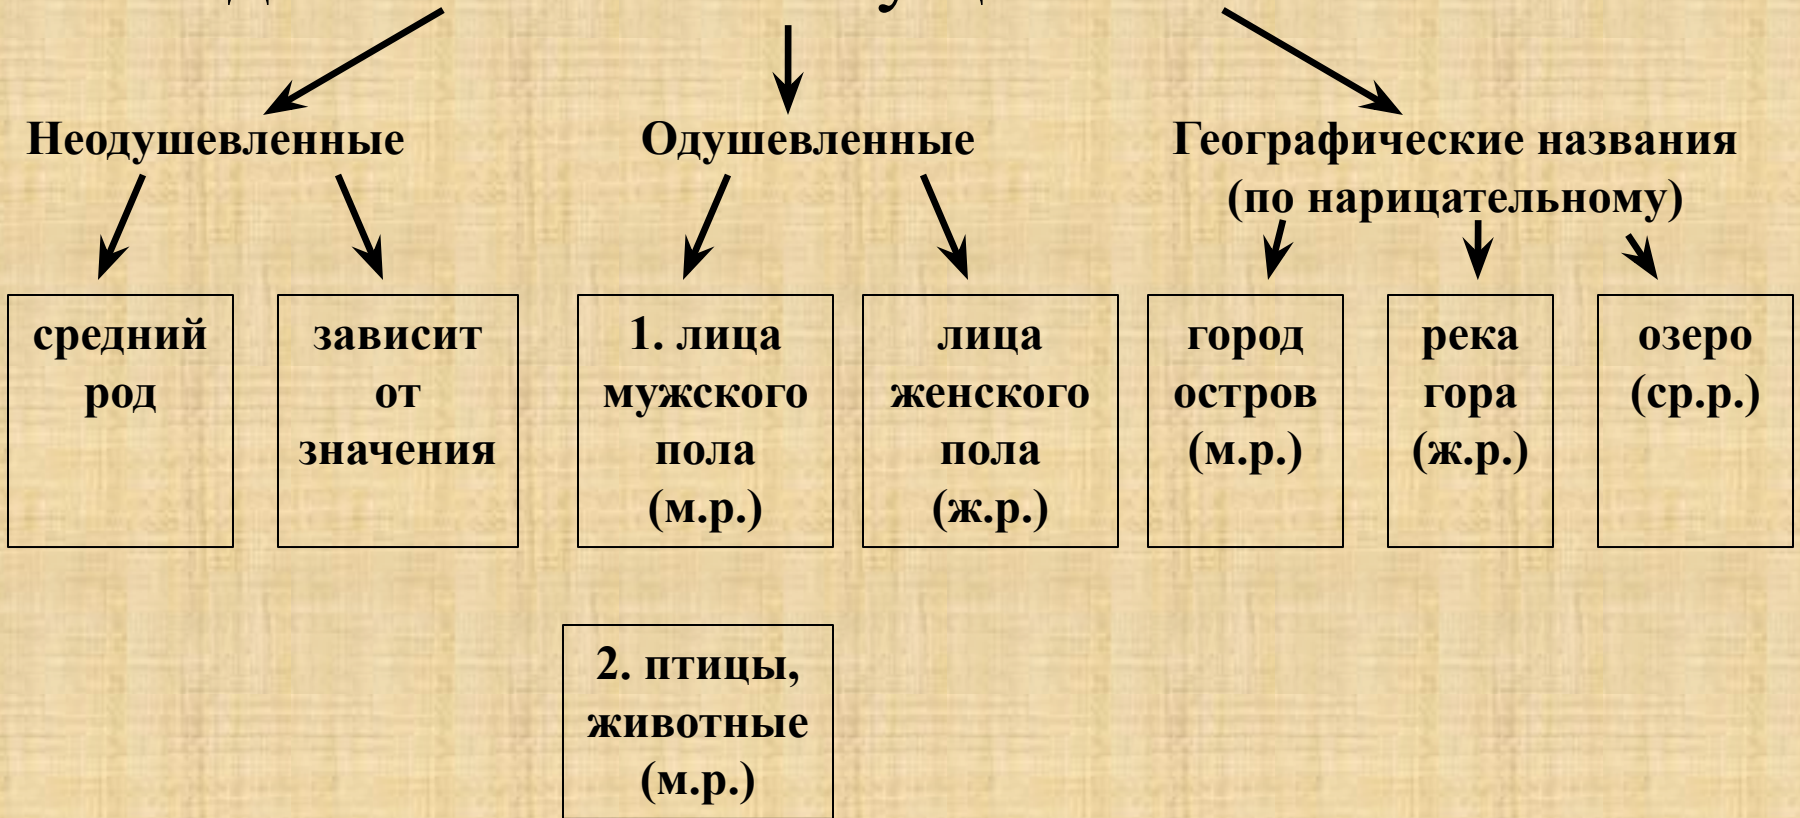 Неодушевленные
Одушевленные
Географические названия
(по нарицательному)
средний
род
зависит
от
значения
1. лица
мужского
пола
(м.р.)
лица
женского
пола
(ж.р.)
город
остров
(м.р.)
река
гора
(ж.р.)
озеро
(ср.р.)
2. птицы,
животные
(м.р.)